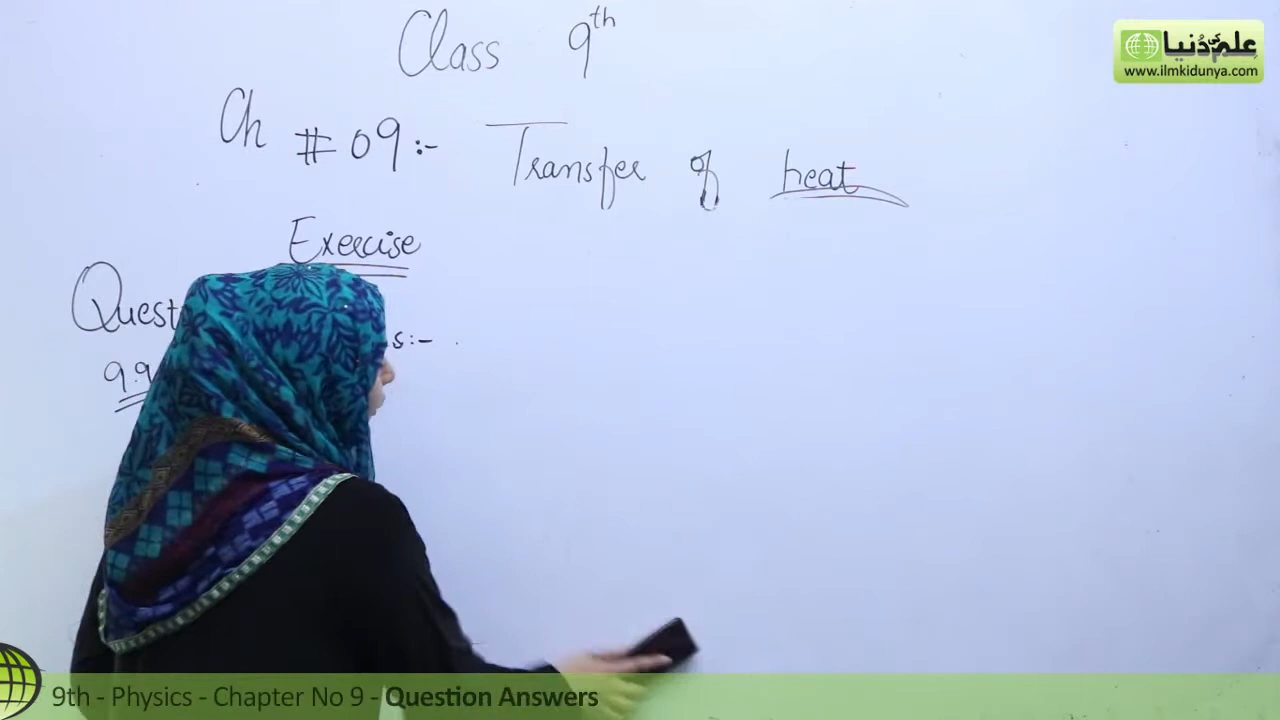 Class 9th
علم کی دنیا
www.ilmkidunya.com
Ch # 09:- Transfer of heat
Exercise
9.9
9th - Physics - Chapter No 9 - Question Answers